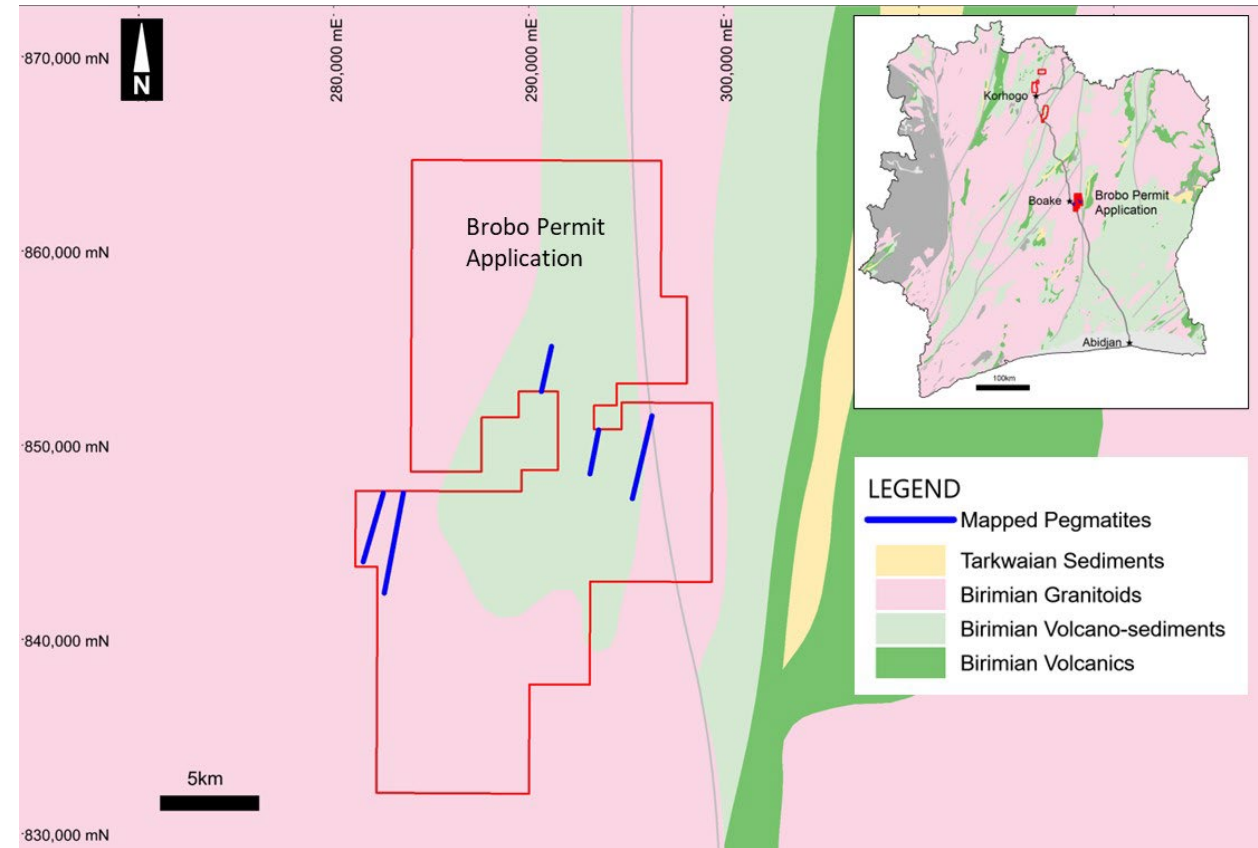 870,000 mN
860,000 mN
850,000 mN
840,000 mN
830,000 mN
280,000 mE
290,000 mE
300,000 mE
N
Brobo Permit
Application
5km
Korhogo
Boake
Brobo Permit
Application
Abidjan
100km
LEGEND
Mapped Pegmatites
Tarkwaian Sediments
Birimian Granitoids
Birimian Volcano-sediments
Birimian Volcanics